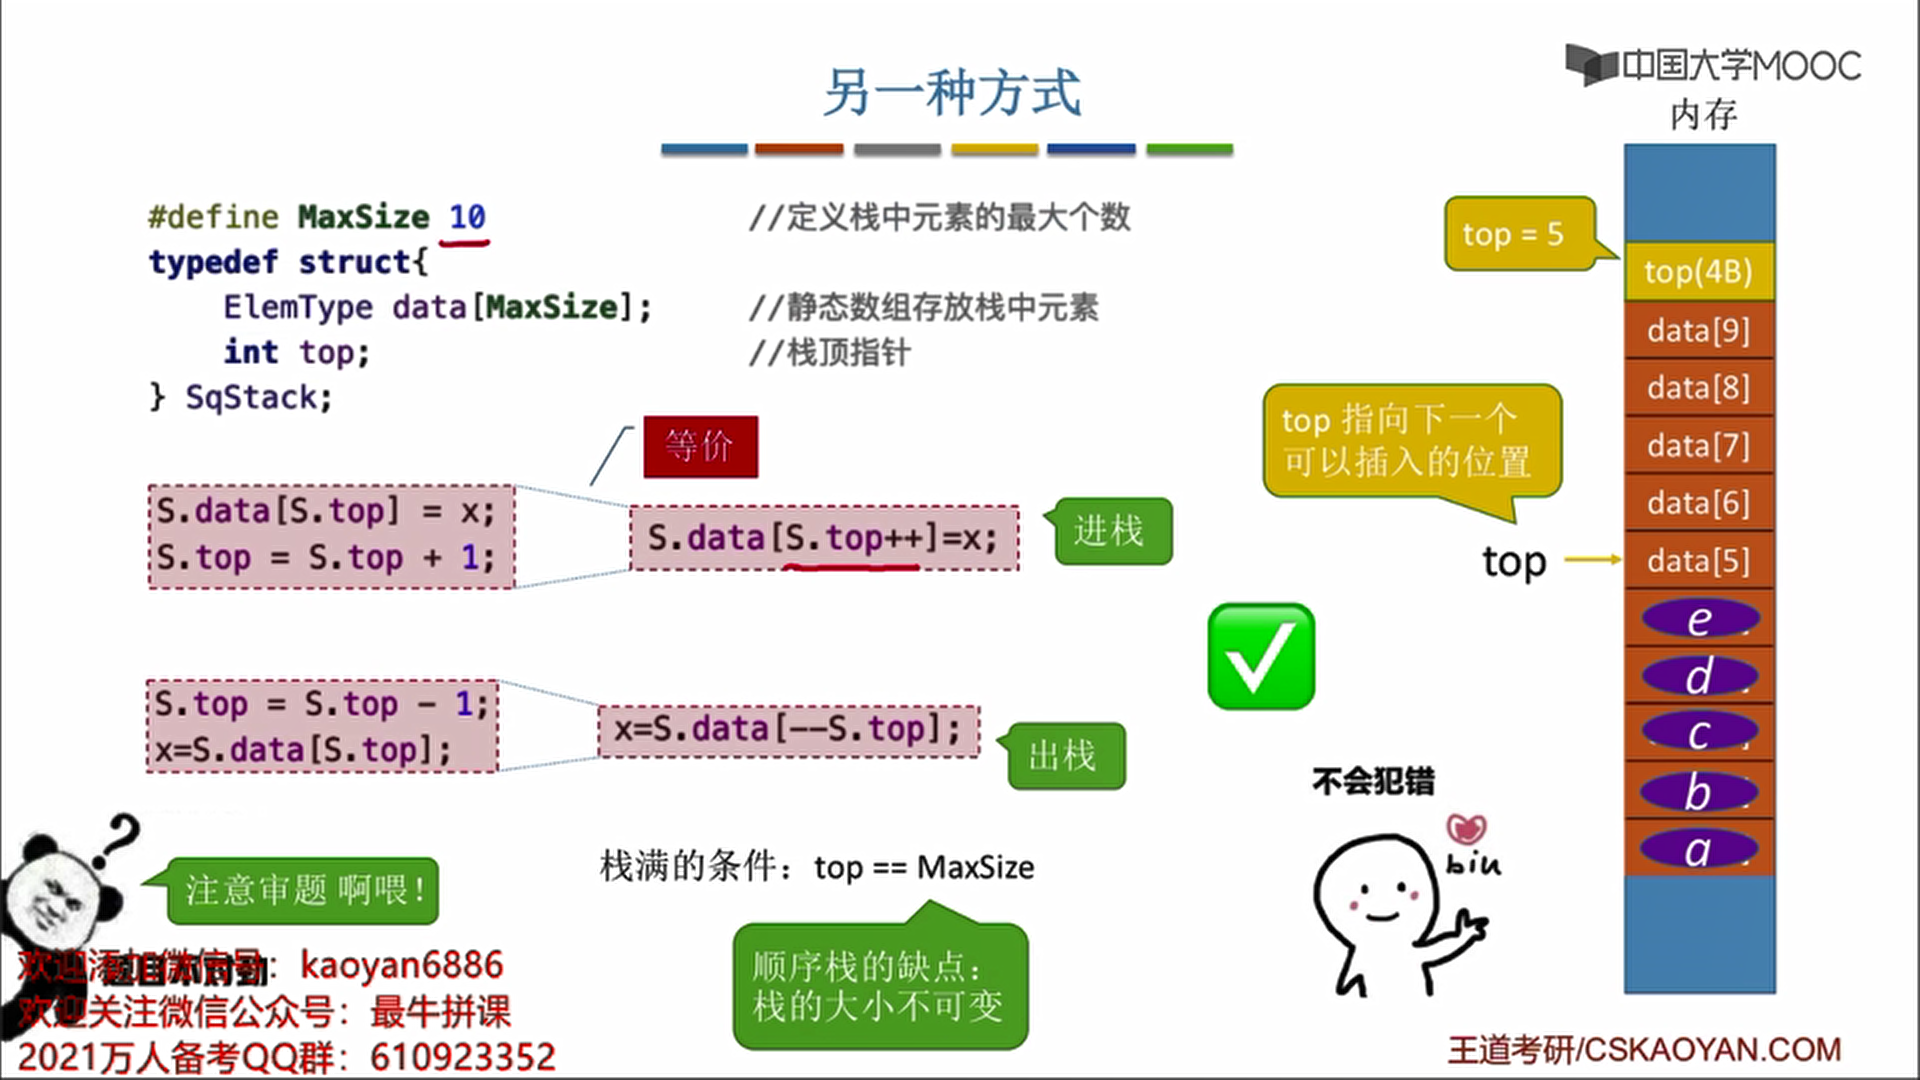 中国大学MOOC
另一种方式
内存
#define MaxSize 10 //定义栈中元素的最大个数
typedef struct{
ElemType data[MaxSize]; //静态数组存放栈中元素
int top; //栈顶指针
} SqStack;
等价
S.data[S.top] = x;
S.top = S.top + 1;
S.data[S.top++]=x;
进栈
S.top = S.top - 1;
x=S.data[S.top];
x=S.data[--S.top];
出栈
栈满的条件：top == MaxSize
顺序栈的缺点：
栈的大小不可变
注意审题 啊喂！
?
top = 5
top(4B)
data[9]
data[8]
data[7]
data[6]
data[5]
e
d
c
b
a
top 指向下一个
可以插入的位置
top
不会犯错
biu
欢迎添加微信号：kaoyan6886
欢迎关注微信公众号：最牛拼课
2021万人备考QQ群：610923352
王道考研/CSKAOYAN.COM